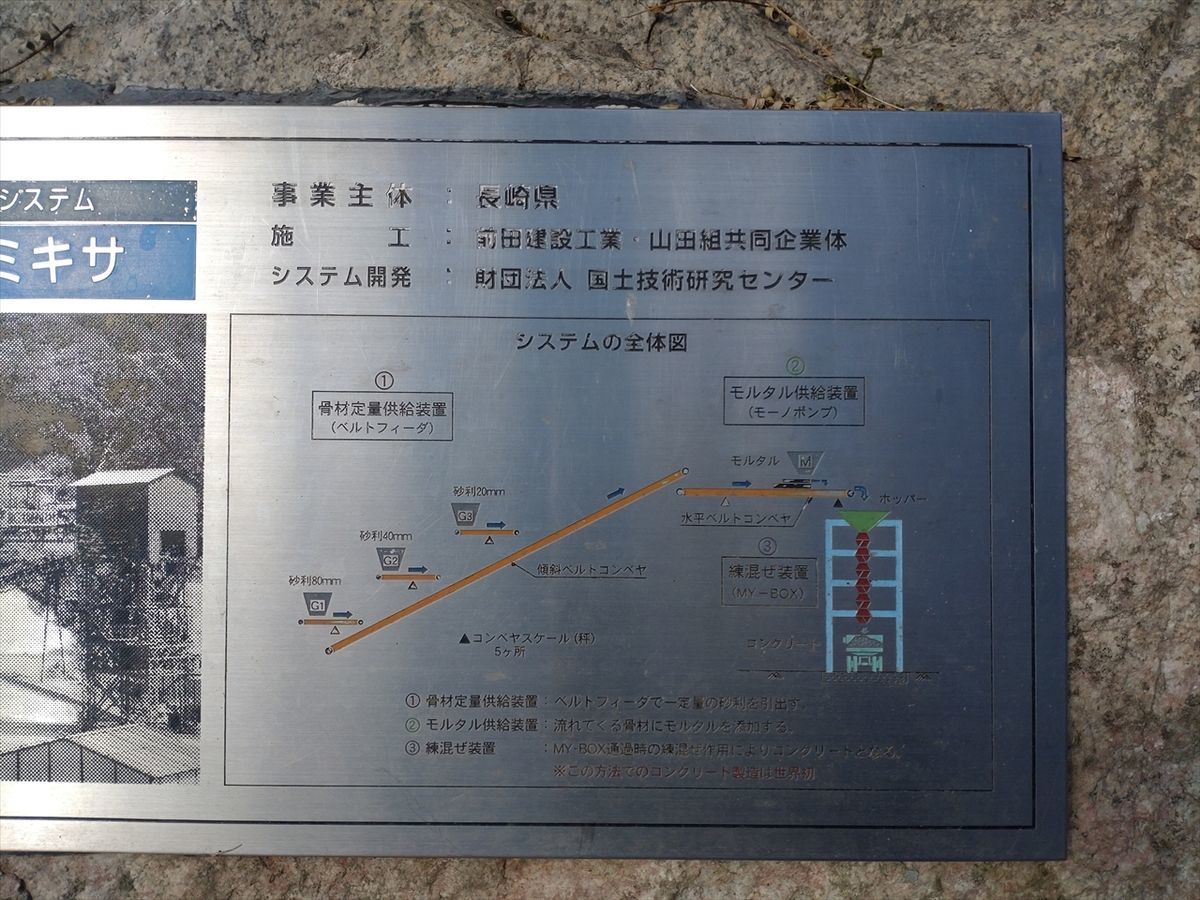 システム
ミキサ
事業主体 : 長崎県
施工 : 前田建設工業・山田組共同企業体
システム開発 : 財団法人 国土技術研究センター
システムの全体図
①
骨材定量供給装置
(ベルトフィーダ)
②
モルタル供給装置
(モーノポンプ)
モルタル
M
ホッパー
水平ベルトコンベヤ
砂利20mm
G3
砂利40mm
G2
砂利80mm
G1
傾斜ベルトコンベヤ
③
練混ぜ装置
(MY-BOX)
コンクリート
▲コンベヤスケール(秤)
5ヶ所
① 骨材定量供給装置:ベルトフィーダで一定量の砂利を引出す。
② モルタル供給装置:流れてくる骨材にモルタルを添加する。
③ 練混ぜ装置 :MY-BOX通過時の練混ぜ作用によりコンクリートとなる。
※この方法でのコンクリート製造は世界初